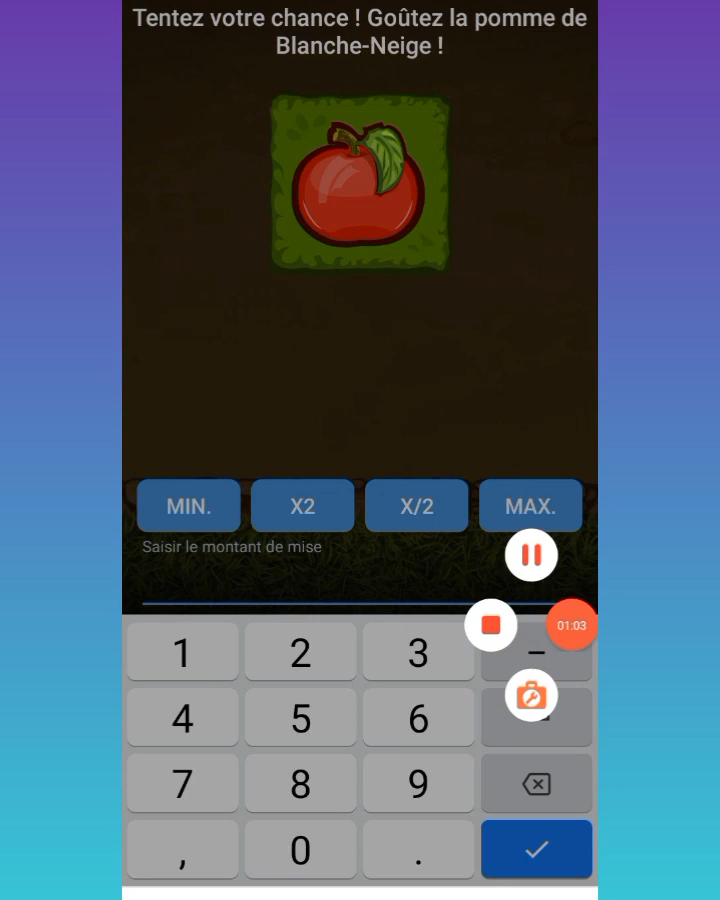 Tentez votre chance ! Goûtez la pomme de
Blanche-Neige !
MIN. X2 X/2 MAX.
Saisir le montant de mise
01:03
1 2 3 –
4 5 6
7 8 9
, 0 .